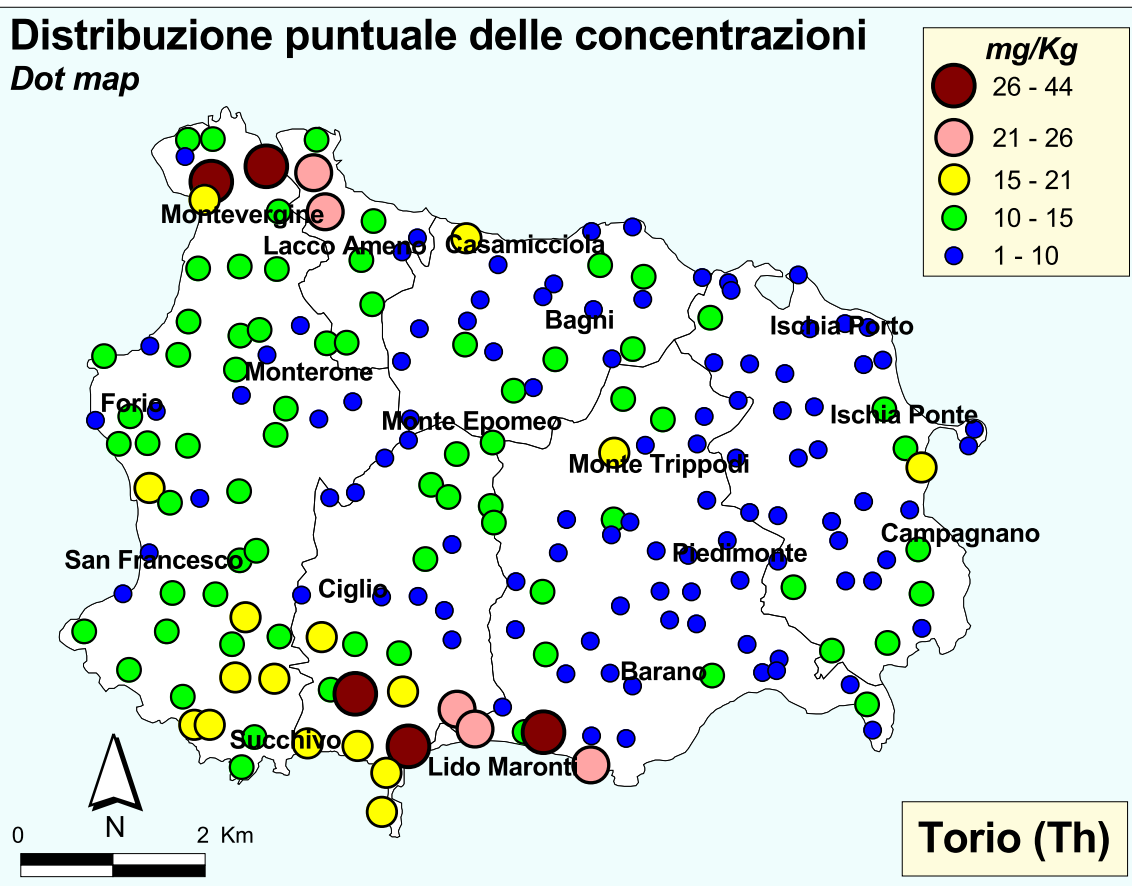 Distribuzione puntuale delle concentrazioni
Dot map
mg/Kg
26 - 44
21 - 26
15 - 21
10 - 15
1 - 10
Montevergine
Lacco Ameno
Casamicciola
Bagni
Ischia Porto
Monterone
Forio
Monte Epomeo
Ischia Ponte
Monte Trippodi
Campagnano
San Francesco
Piedimonte
Ciglio
Barano
Succhivo
Lido Maronti
N
0 2 Km
Torio (Th)